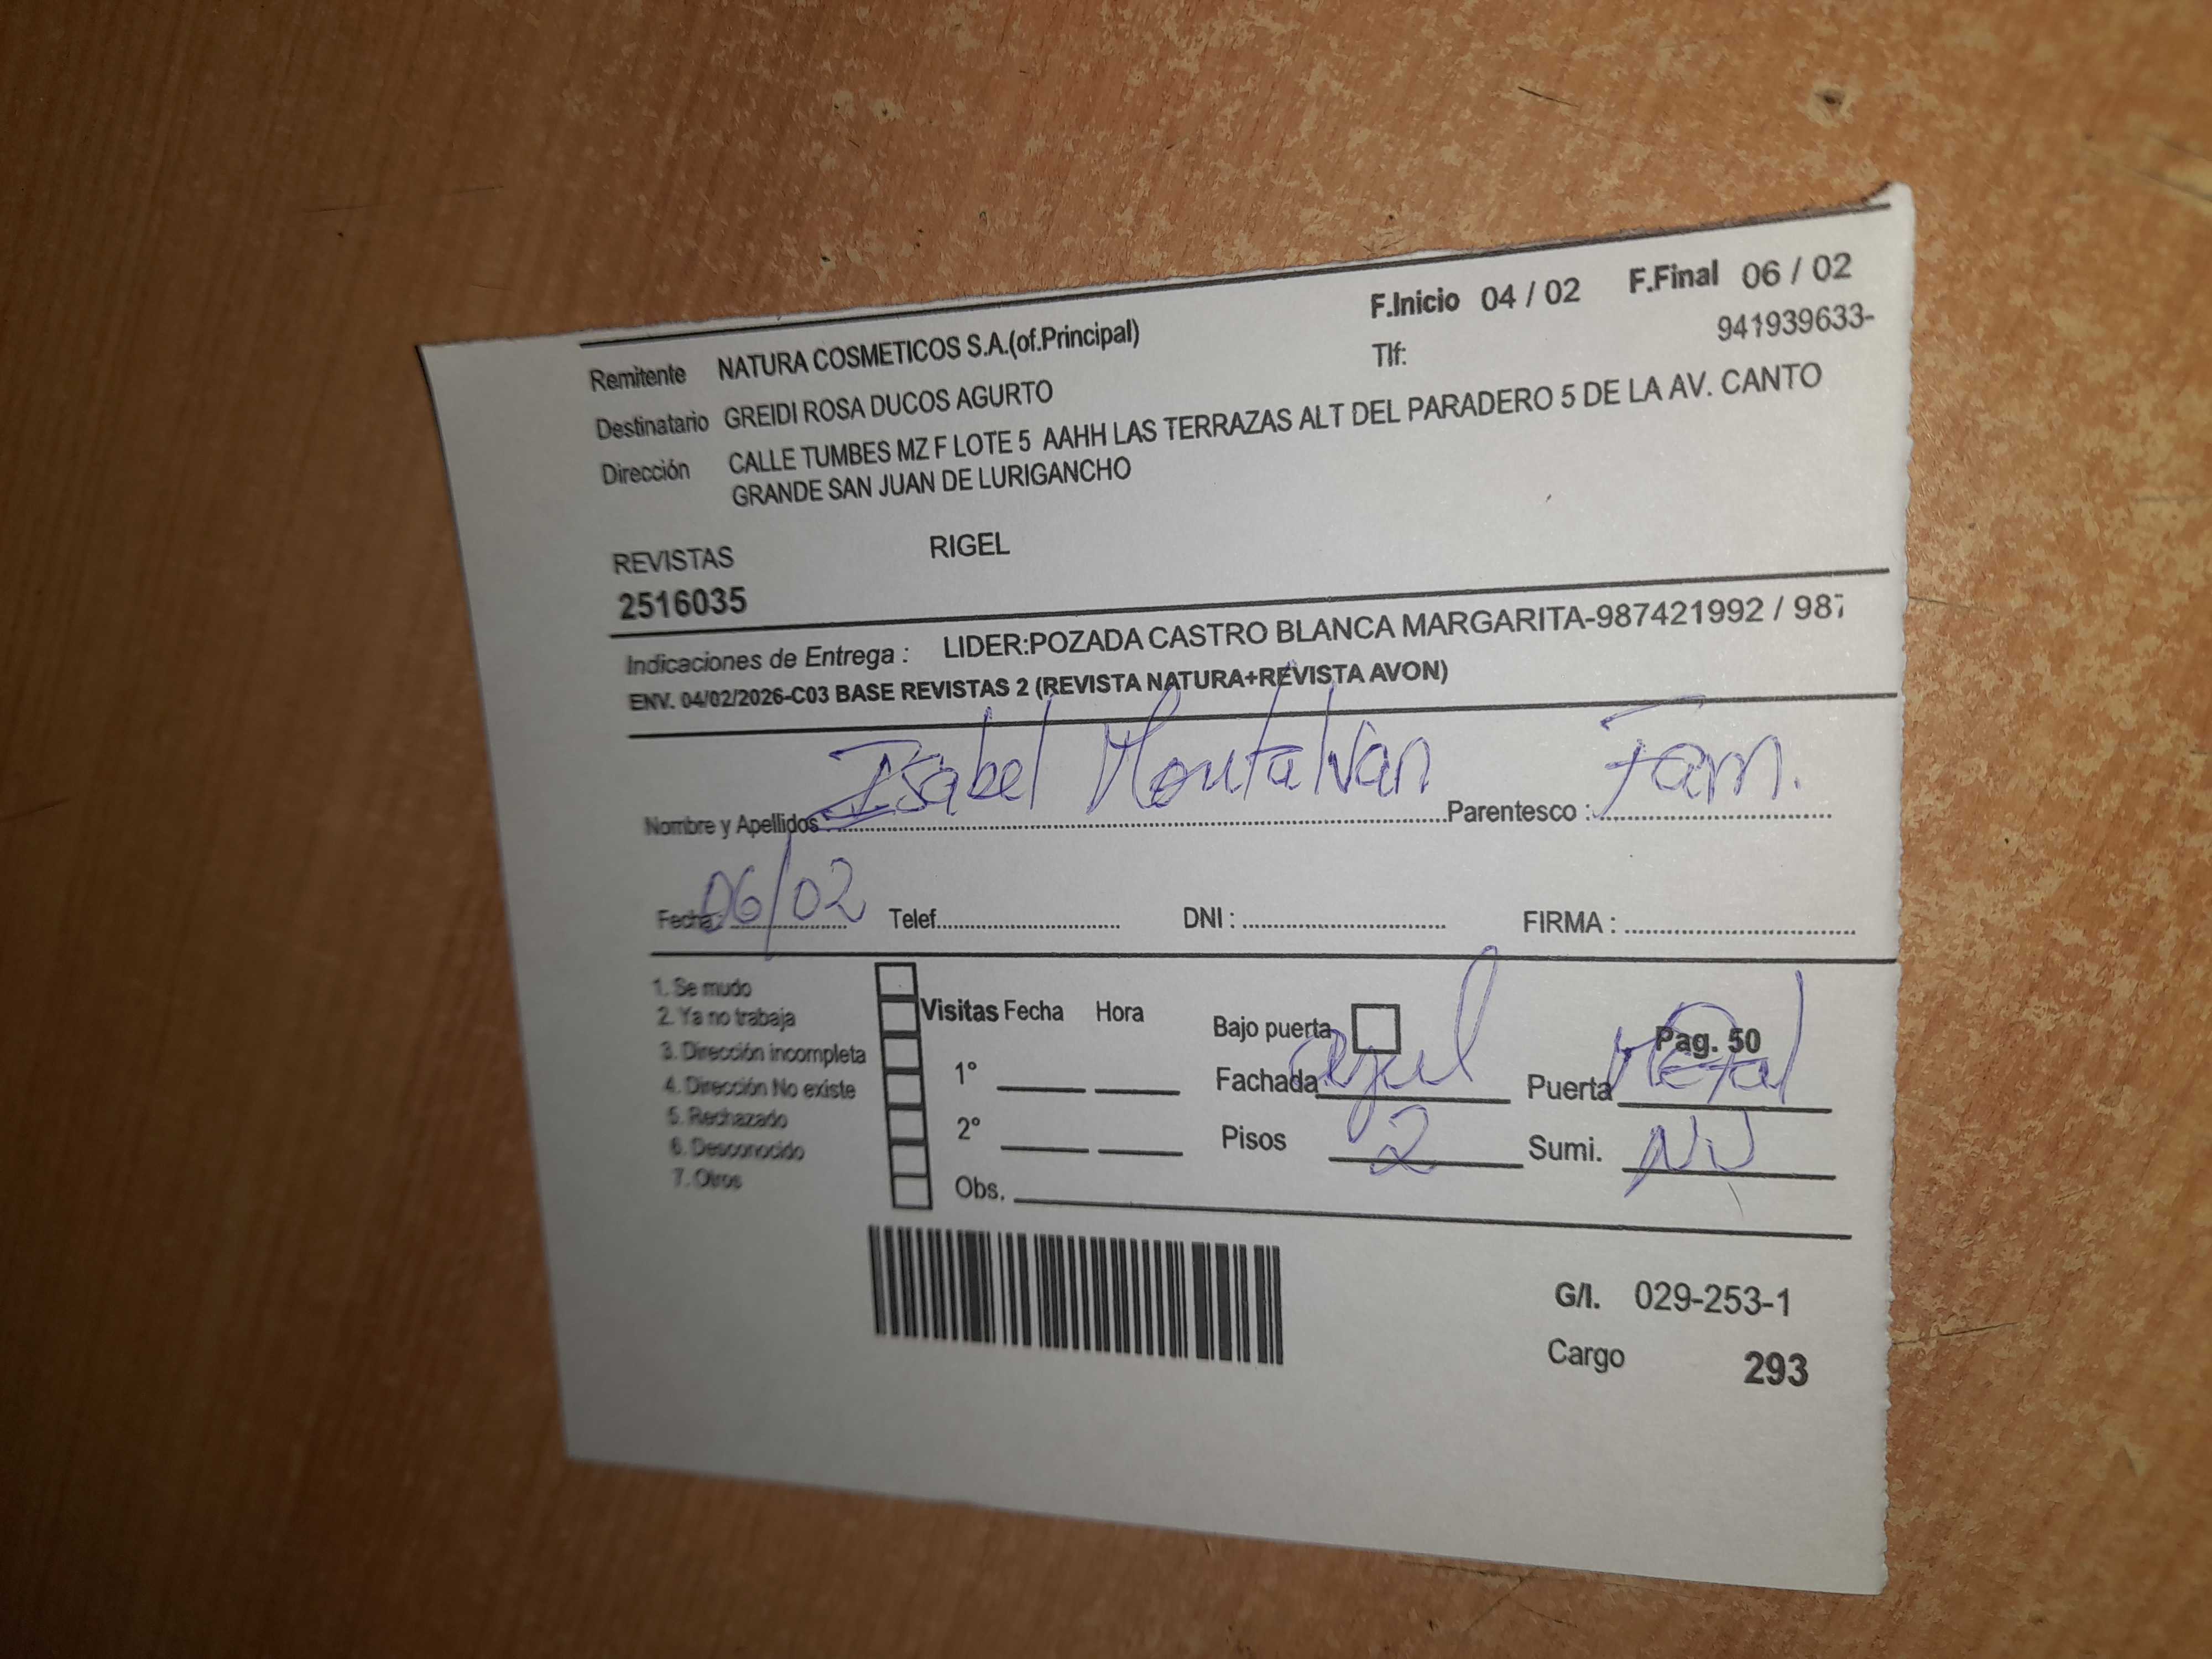 F.Inicio 04 / 02 F.Final 06 / 02
Remitente NATURA COSMETICOS S.A.(of.Principal) Tlf: 941939633-
Destinatario GREIDI ROSA DUCOS AGURTO
Dirección CALLE TUMBES MZ F LOTE 5 AAHH LAS TERRAZAS ALT DEL PARADERO 5 DE LA AV. CANTO
GRANDE SAN JUAN DE LURIGANCHO
REVISTAS RIGEL
2516035
Indicaciones de Entrega : LIDER:POZADA CASTRO BLANCA MARGARITA-987421992 / 987
ENV. 04/02/2026-C03 BASE REVISTAS 2 (REVISTA NATURA+REVISTA AVON)
Nombre y Apellidos Isabel Montalvan Parentesco : Fam.
Fecha: 06/02 Telef. DNI : FIRMA :
1. Se mudo
2. Ya no trabaja
3. Dirección incompleta
4. Dirección No existe
5. Rechazado
6. Desconocido
7. Otros
Visitas Fecha Hora
1°
2°
Obs.
Bajo puerta Pag. 50
Fachada azul Puerta Metal
Pisos 2 Sumi.
G/I. 029-253-1
Cargo 293